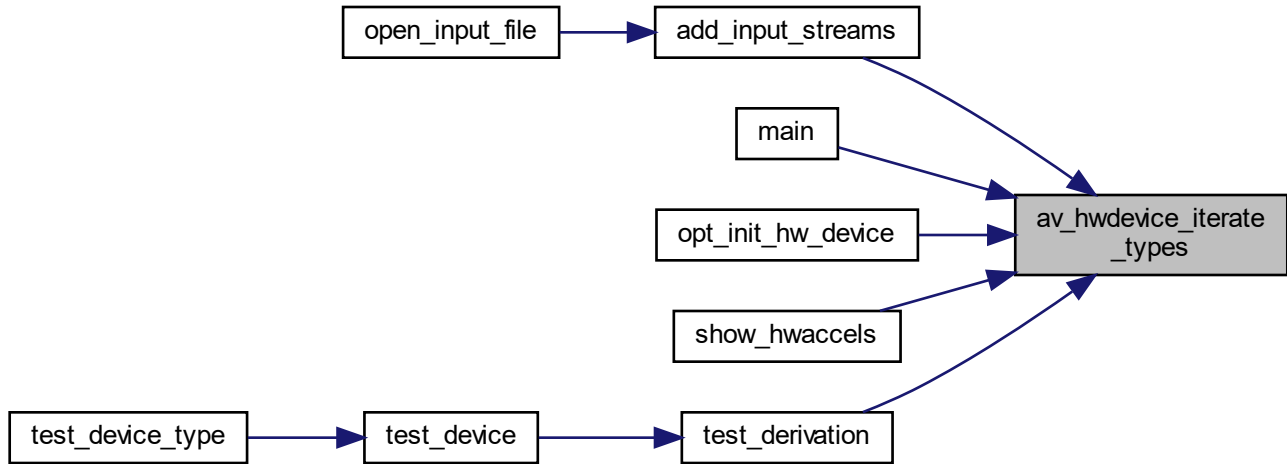 open_input_file
add_input_streams
main
av_hwdevice_iterate
_types
opt_init_hw_device
show_hwaccels
test_device_type
test_device
test_derivation